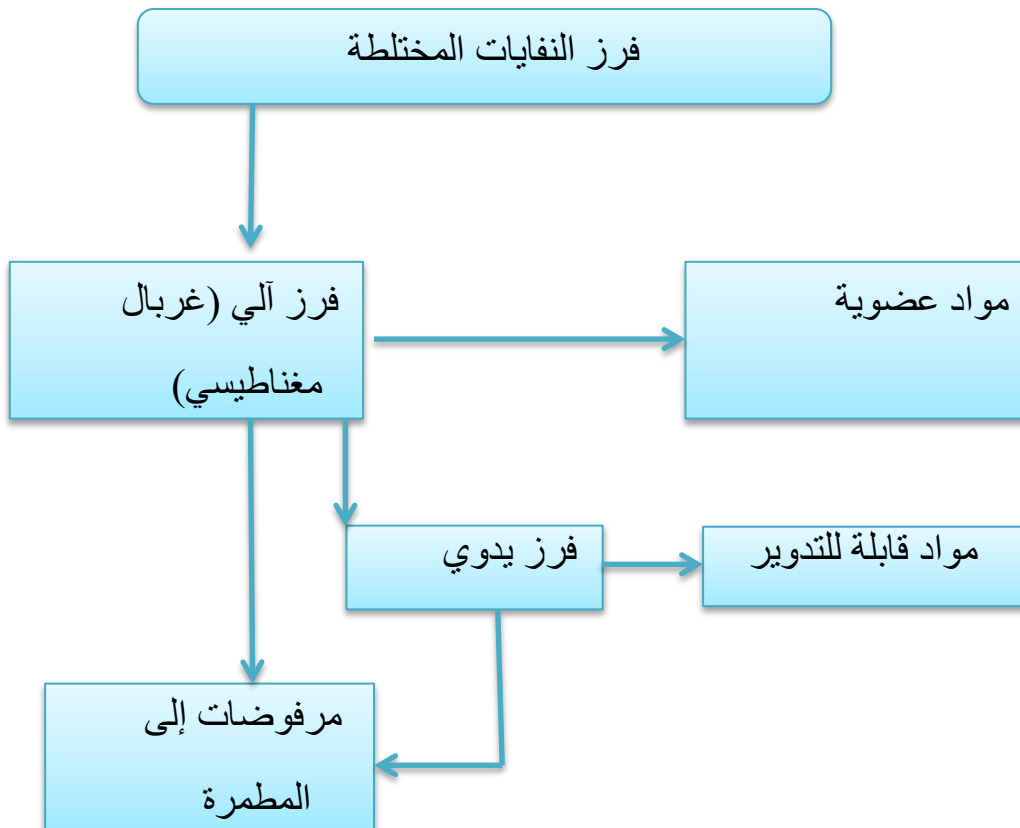 فرز النفايات المختلطة
مواد عضوية
فرز آلي (غربال
مغناطيسي)
مواد قابلة للتدوير
فرز يدوي
مرفوضات إلى
المطمرة